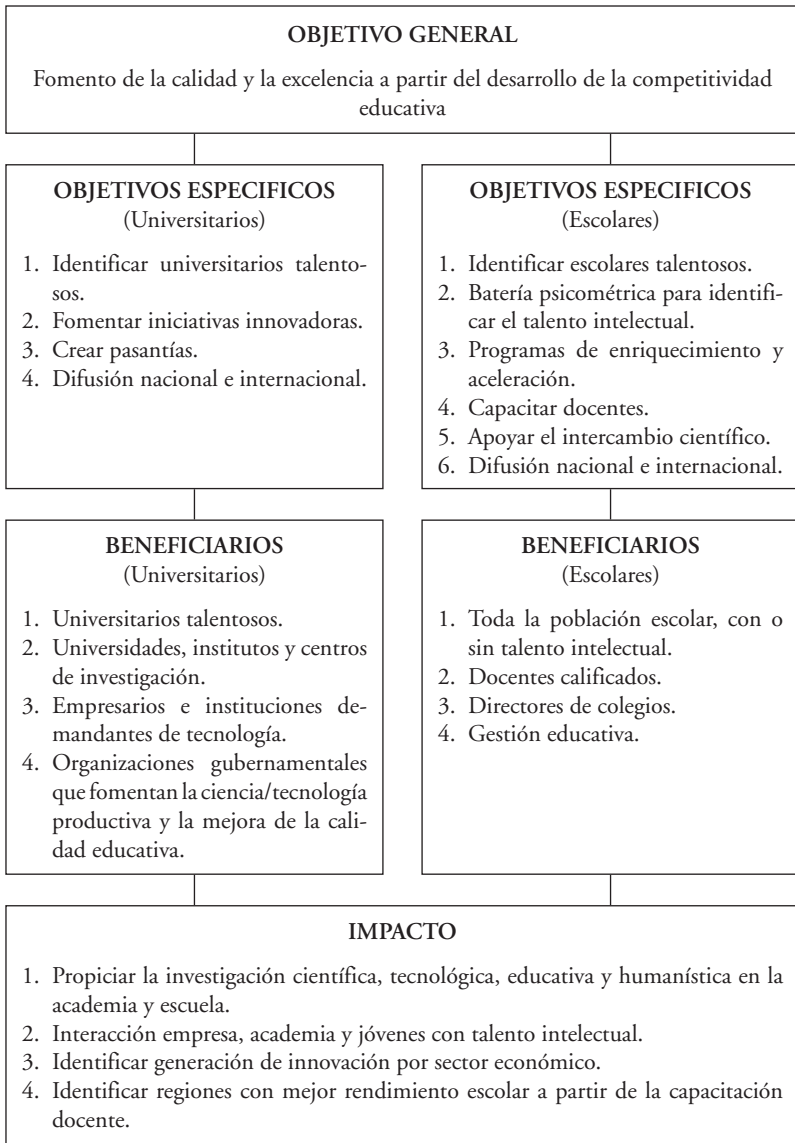 OBJETIVO GENERAL
Fomento de la calidad y la excelencia a partir del desarrollo de la competitividad
educativa
OBJETIVOS ESPECIFICOS
(Universitarios)
1. Identificar universitarios talento-
sos.
2. Fomentar iniciativas innovadoras.
3. Crear pasantías.
4. Difusión nacional e internacional.
OBJETIVOS ESPECIFICOS
(Escolares)
1. Identificar escolares talentosos.
2. Batería psicométrica para identifi-
car el talento intelectual.
3. Programas de enriquecimiento y
aceleración.
4. Capacitar docentes.
5. Apoyar el intercambio científico.
6. Difusión nacional e internacional.
BENEFICIARIOS
(Universitarios)
1. Universitarios talentosos.
2. Universidades, institutos y centros
de investigación.
3. Empresarios e instituciones de-
mandantes de tecnología.
4. Organizaciones gubernamentales
que fomentan la ciencia/tecnología
productiva y la mejora de la cali-
dad educativa.
BENEFICIARIOS
(Escolares)
1. Toda la población escolar, con o
sin talento intelectual.
2. Docentes calificados.
3. Directores de colegios.
4. Gestión educativa.
IMPACTO
1. Propiciar la investigación científica, tecnológica, educativa y humanística en la
academia y escuela.
2. Interacción empresa, academia y jóvenes con talento intelectual.
3. Identificar generación de innovación por sector económico.
4. Identificar regiones con mejor rendimiento escolar a partir de la capacitación
docente.